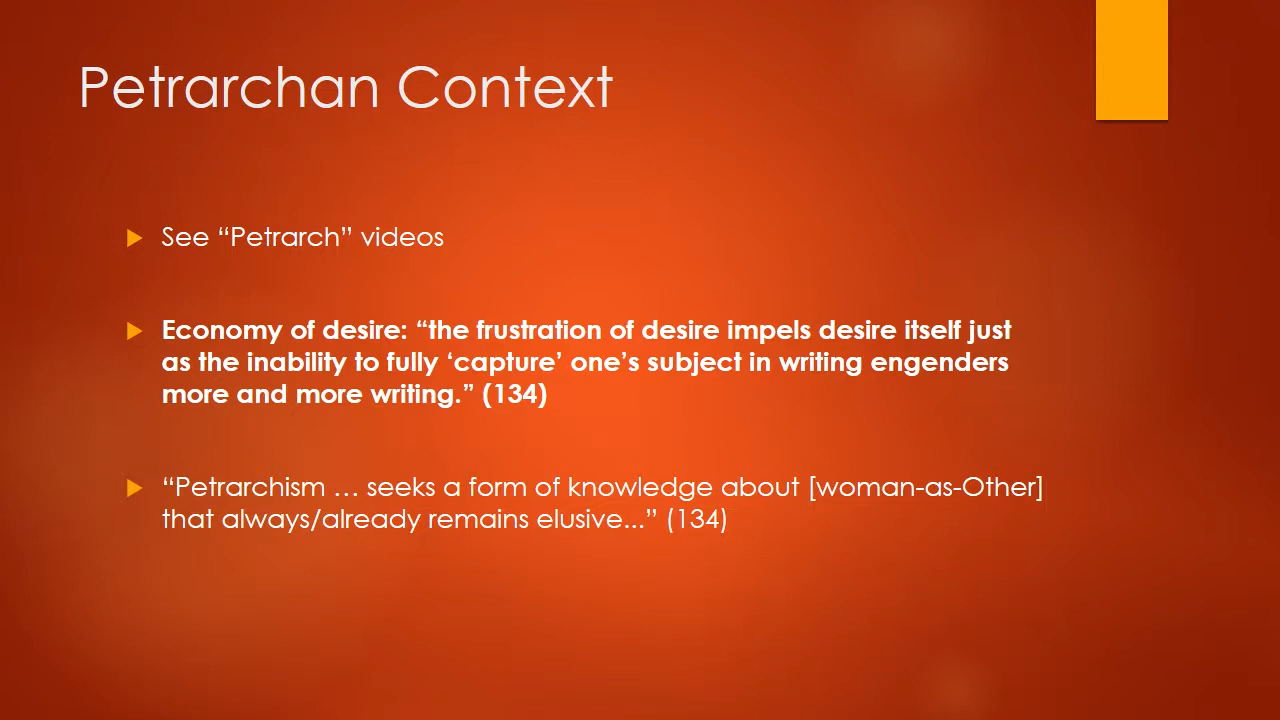 Petrarchan Context
See “Petrarch” videos
Economy of desire: “the frustration of desire impels desire itself just
as the inability to fully ‘capture’ one’s subject in writing engenders
more and more writing.” (134)
“Petrarchism … seeks a form of knowledge about [woman-as-Other]
that always/already remains elusive...” (134)